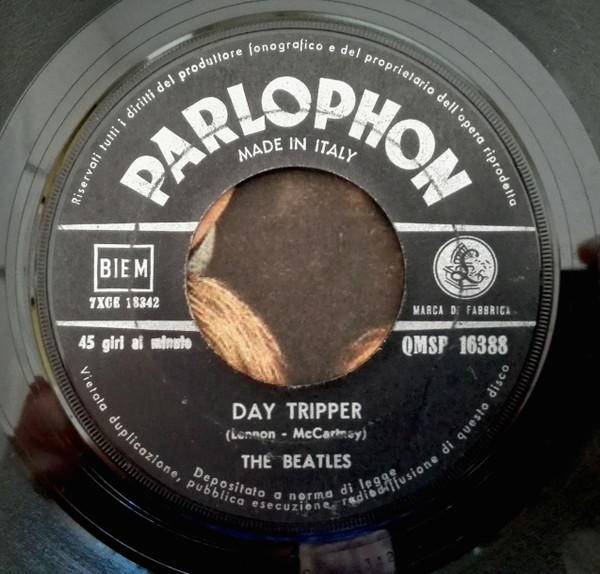 Riservati tutti i diritti del produttore fonografico e del proprietario dell'opera riprodotta
PARLOPHON
MADE IN ITALY
BIEM
7XCE 18342
MARCA DI FABBRICA
45 giri al minuto
QMSP 16388
DAY TRIPPER
(Lennon - McCartney)
THE BEATLES
Depositato a norma di legge
Vietata duplicazione, pubblica esecuzione radiodiffusione di questo disco